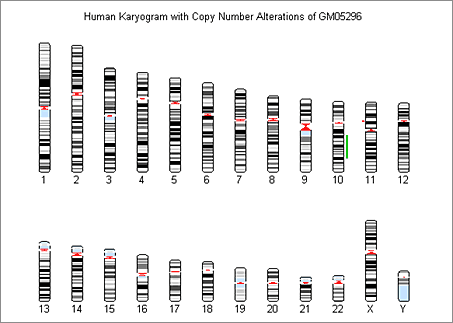 Human Karyogram with Copy Number Alterations of GM05296
1 2 3 4 5 6 7 8 9 10 11 12
13 14 15 16 17 18 19 20 21 22 X Y